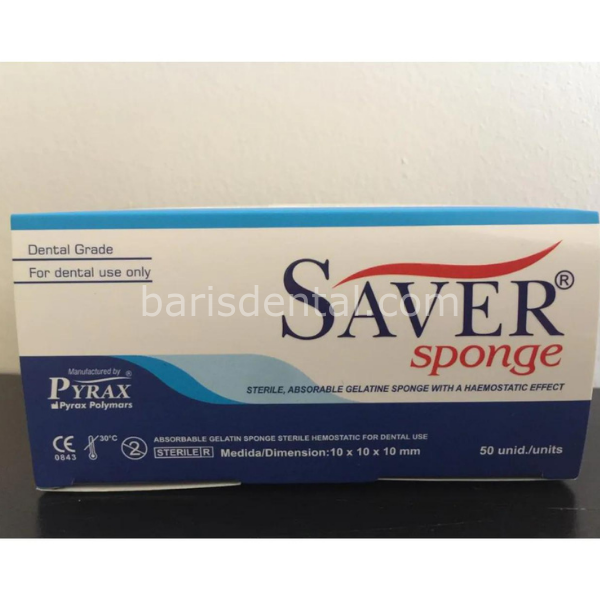 Dental Grade
For dental use only
barisdental.com
SAVER®
sponge
STERILE, ABSORABLE GELATINE SPONGE WITH A HAEMOSTATIC EFFECT
Manufactured by
PYRAX®
Pyrax Polymars
CE
0843
30°C
2
ABSORBABLE GELATIN SPONGE STERILE HEMOSTATIC FOR DENTAL USE
STERILE R
Medida/Dimension:10 x 10 x 10 mm
50 unid./units